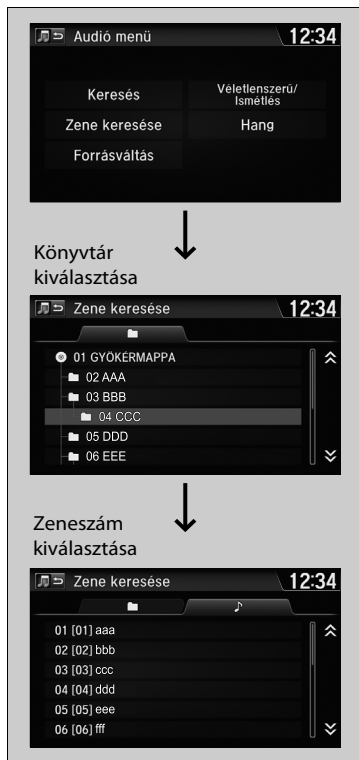 Audió menü 12:34
Keresés Véletlenszerű/
Ismétlés
Zene keresése Hang
Forrásváltás
Könyvtár
kiválasztása
Zene keresése 12:34
01 GYÖKÉRMAPPA
02 AAA
03 BBB
04 CCC
05 DDD
06 EEE
Zeneszám
kiválasztása
Zene keresése 12:34
01 [01] aaa
02 [02] bbb
03 [03] ccc
04 [04] ddd
05 [05] eee
06 [06] fff